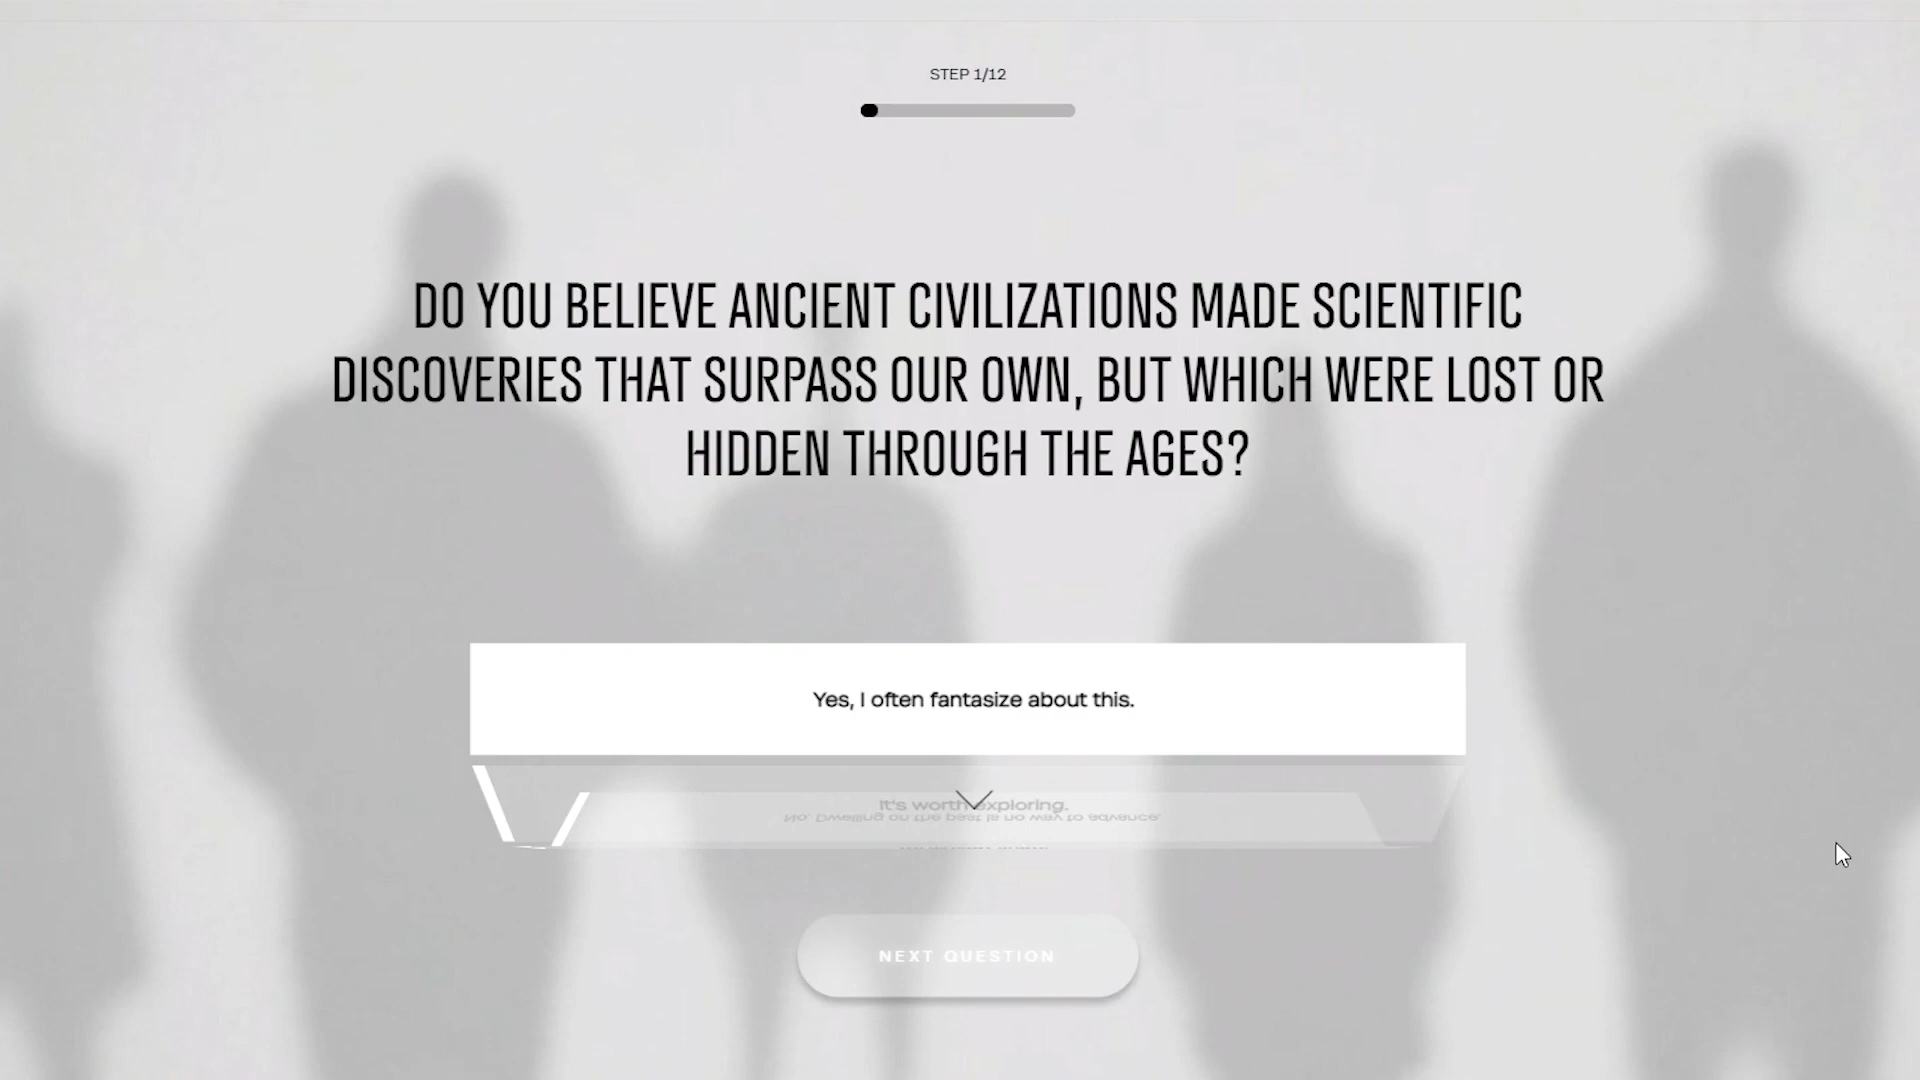 STEP 1/12
DO YOU BELIEVE ANCIENT CIVILIZATIONS MADE SCIENTIFIC
DISCOVERIES THAT SURPASS OUR OWN, BUT WHICH WERE LOST OR
HIDDEN THROUGH THE AGES?
Yes, I often fantasize about this.
It's worth exploring.
No. Dwelling on the past is no way to advance.
NEXT QUESTION